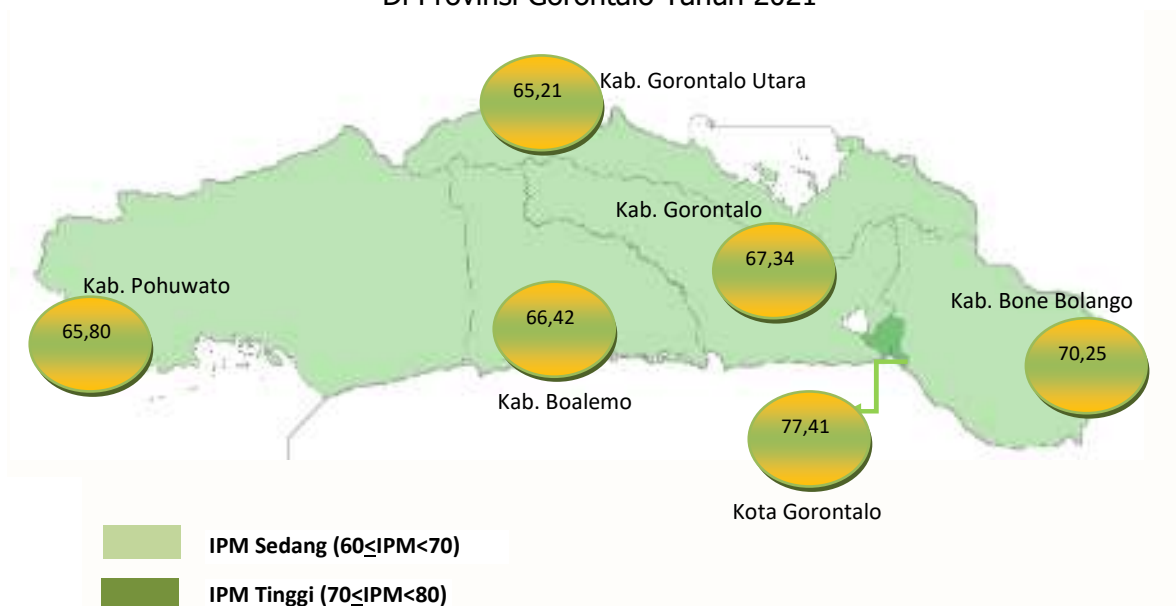 Di Provinsi Gorontalo Tahun 2021
65,21
Kab. Gorontalo Utara
Kab. Gorontalo
67,34
Kab. Pohuwato
65,80
66,42
Kab. Boalemo
Kab. Bone Bolango
70,25
77,41
Kota Gorontalo
IPM Sedang (60≤IPM<70)
IPM Tinggi (70≤IPM<80)